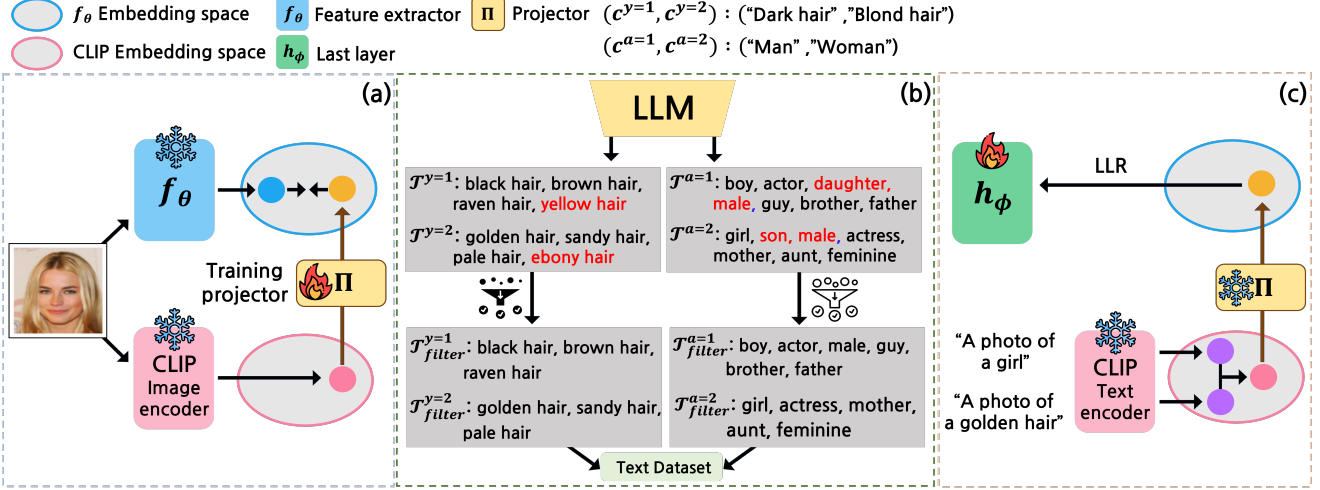 f_θ Embedding space
f_θ Feature extractor
Π Projector
(c^{y=1}, c^{y=2}) : (“Dark hair” ,”Blond hair”)
CLIP Embedding space
h_ϕ Last layer
(c^{a=1}, c^{a=2}) : (“Man” ,”Woman”)
(a)
f_θ
Training
projector
Π
CLIP
Image
encoder
(b)
LLM
𝒯^{y=1}: black hair, brown hair,
raven hair, yellow hair
𝒯^{y=2}: golden hair, sandy hair,
pale hair, ebony hair
𝒯^{a=1}: boy, actor, daughter,
male, guy, brother, father
𝒯^{a=2}: girl, son, male, actress,
mother, aunt, feminine
𝒯_{filter}^{y=1}: black hair, brown hair,
raven hair
𝒯_{filter}^{y=2}: golden hair, sandy hair,
pale hair
𝒯_{filter}^{a=1}: boy, actor, male, guy,
brother, father
𝒯_{filter}^{a=2}: girl, actress, mother,
aunt, feminine
Text Dataset
(c)
h_ϕ
LLR
Π
“A photo of
a girl”
“A photo of
a golden hair”
CLIP
Text
encoder